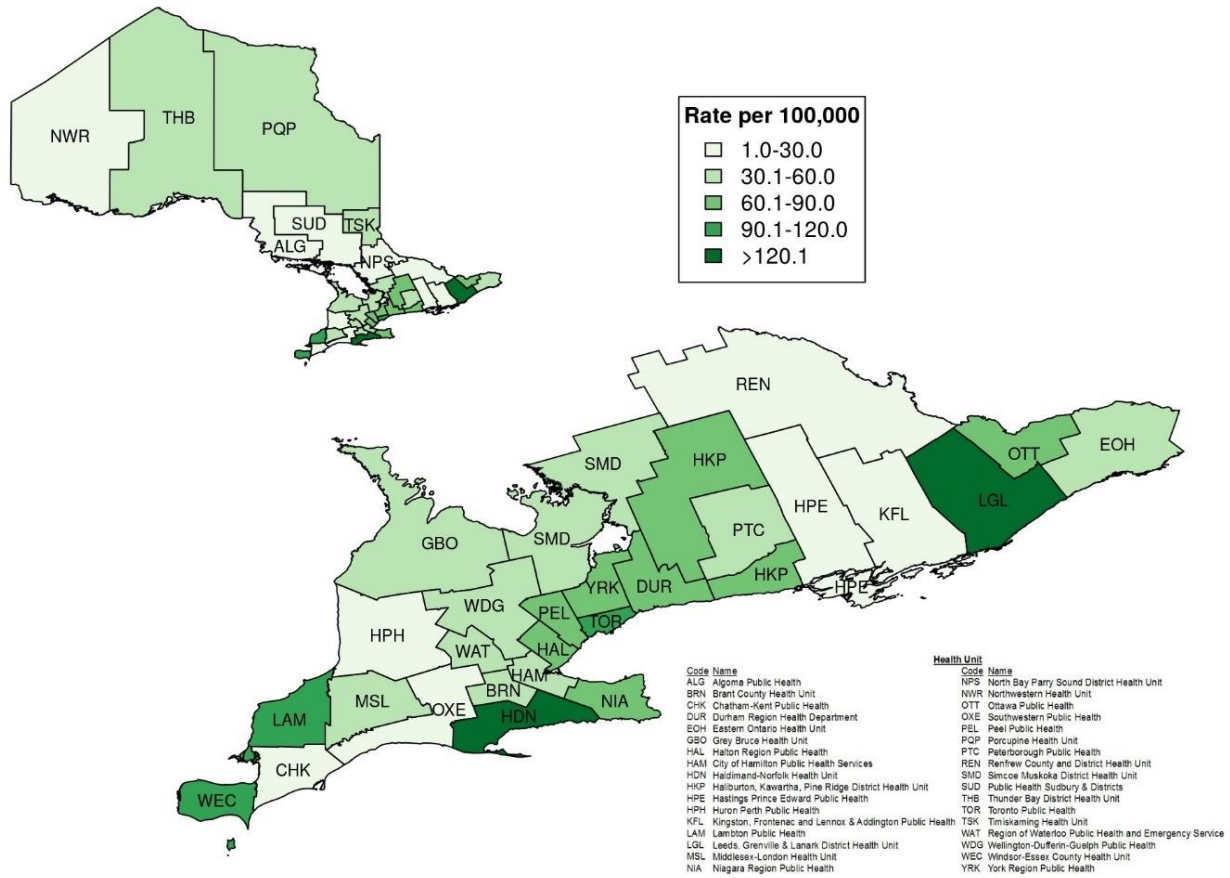 NWR
THB
PQP
SUD
TSK
ALG
NPS
Rate per 100,000
1.0-30.0
30.1-60.0
60.1-90.0
90.1-120.0
>120.1
REN
SMD
HKP
OTT
EOH
LGL
HPE
KFL
PTC
GBO
SMD
HKP
YRK
DUR
HPE
WDG
PEL
TOR
HPH
WAT
HAL
HAM
BRN
NIA
MSL
OXE
HDN
LAM
CHK
WEC
Health Unit
Code Name
ALG Algoma Public Health
BRN Brant County Health Unit
CHK Chatham-Kent Public Health
DUR Durham Region Health Department
EOH Eastern Ontario Health Unit
GBO Grey Bruce Health Unit
HAL Halton Region Public Health
HAM City of Hamilton Public Health Services
HDN Haldimand-Norfolk Health Unit
HKP Haliburton, Kawartha, Pine Ridge District Health Unit
HPE Hastings Prince Edward Public Health
HPH Huron Perth Public Health
KFL Kingston, Frontenac and Lennox & Addington Public Health
LAM Lambton Public Health
LGL Leeds, Grenville & Lanark District Health Unit
MSL Middlesex-London Health Unit
NIA Niagara Region Public Health
Code Name
NPS North Bay Parry Sound District Health Unit
NWR Northwestern Health Unit
OTT Ottawa Public Health
OXE Southwestern Public Health
PEL Peel Public Health
PQP Porcupine Health Unit
PTC Peterborough Public Health
REN Renfrew County and District Health Unit
SMD Simcoe Muskoka District Health Unit
SUD Public Health Sudbury & Districts
THB Thunder Bay District Health Unit
TOR Toronto Public Health
TSK Timiskaming Health Unit
WAT Region of Waterloo Public Health and Emergency Service
WDG Wellington-Dufferin-Guelph Public Health
WEC Windsor-Essex County Health Unit
YRK York Region Public Health